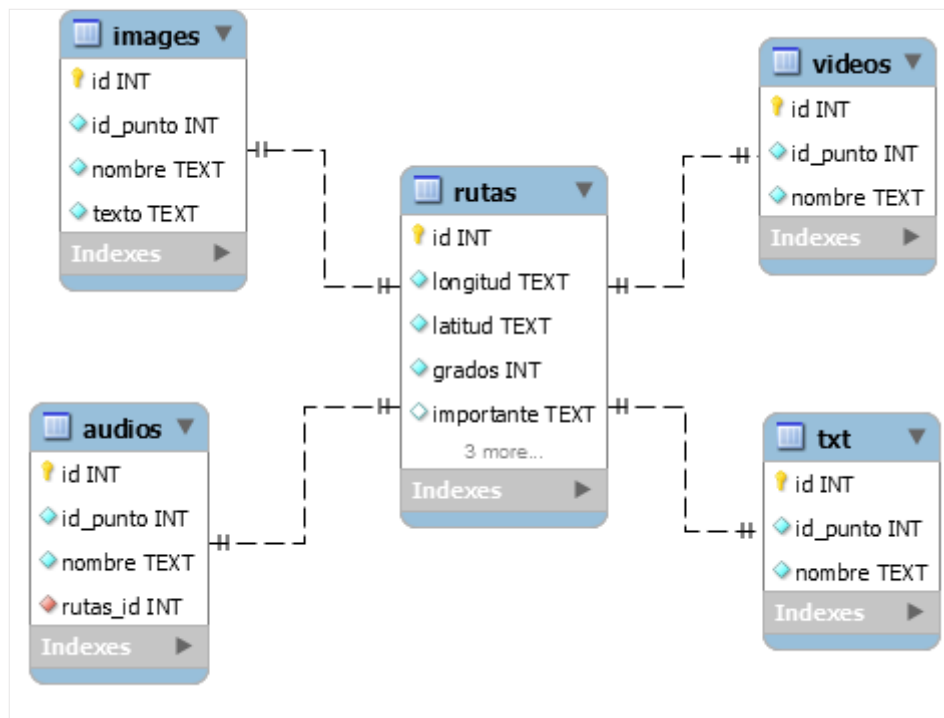 images
id INT
id_punto INT
nombre TEXT
texto TEXT
Indexes
videos
id INT
id_punto INT
nombre TEXT
Indexes
rutas
id INT
longitud TEXT
latitud TEXT
grados INT
importante TEXT
3 more...
Indexes
audios
id INT
id_punto INT
nombre TEXT
rutas_id INT
Indexes
txt
id INT
id_punto INT
nombre TEXT
Indexes